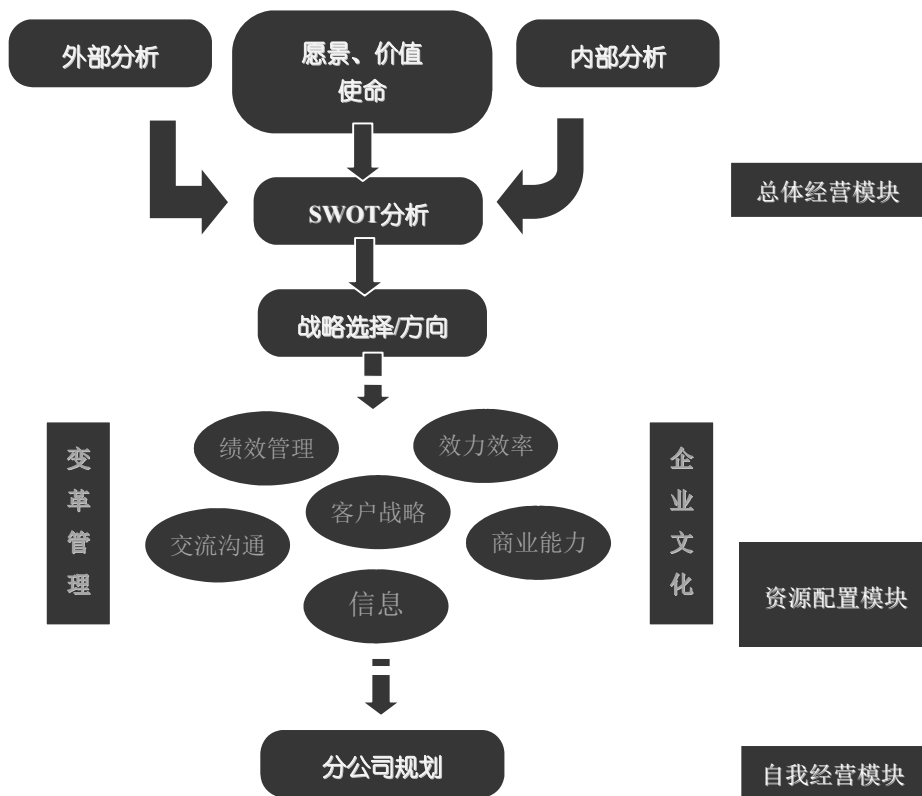 外部分析
愿景、价值
使命
内部分析
总体经营模块
SWOT分析
战略选择/方向
变革管理
绩效管理
效力效率
客户战略
交流沟通
商业能力
信息
企业文化
资源配置模块
分公司规划
自我经营模块